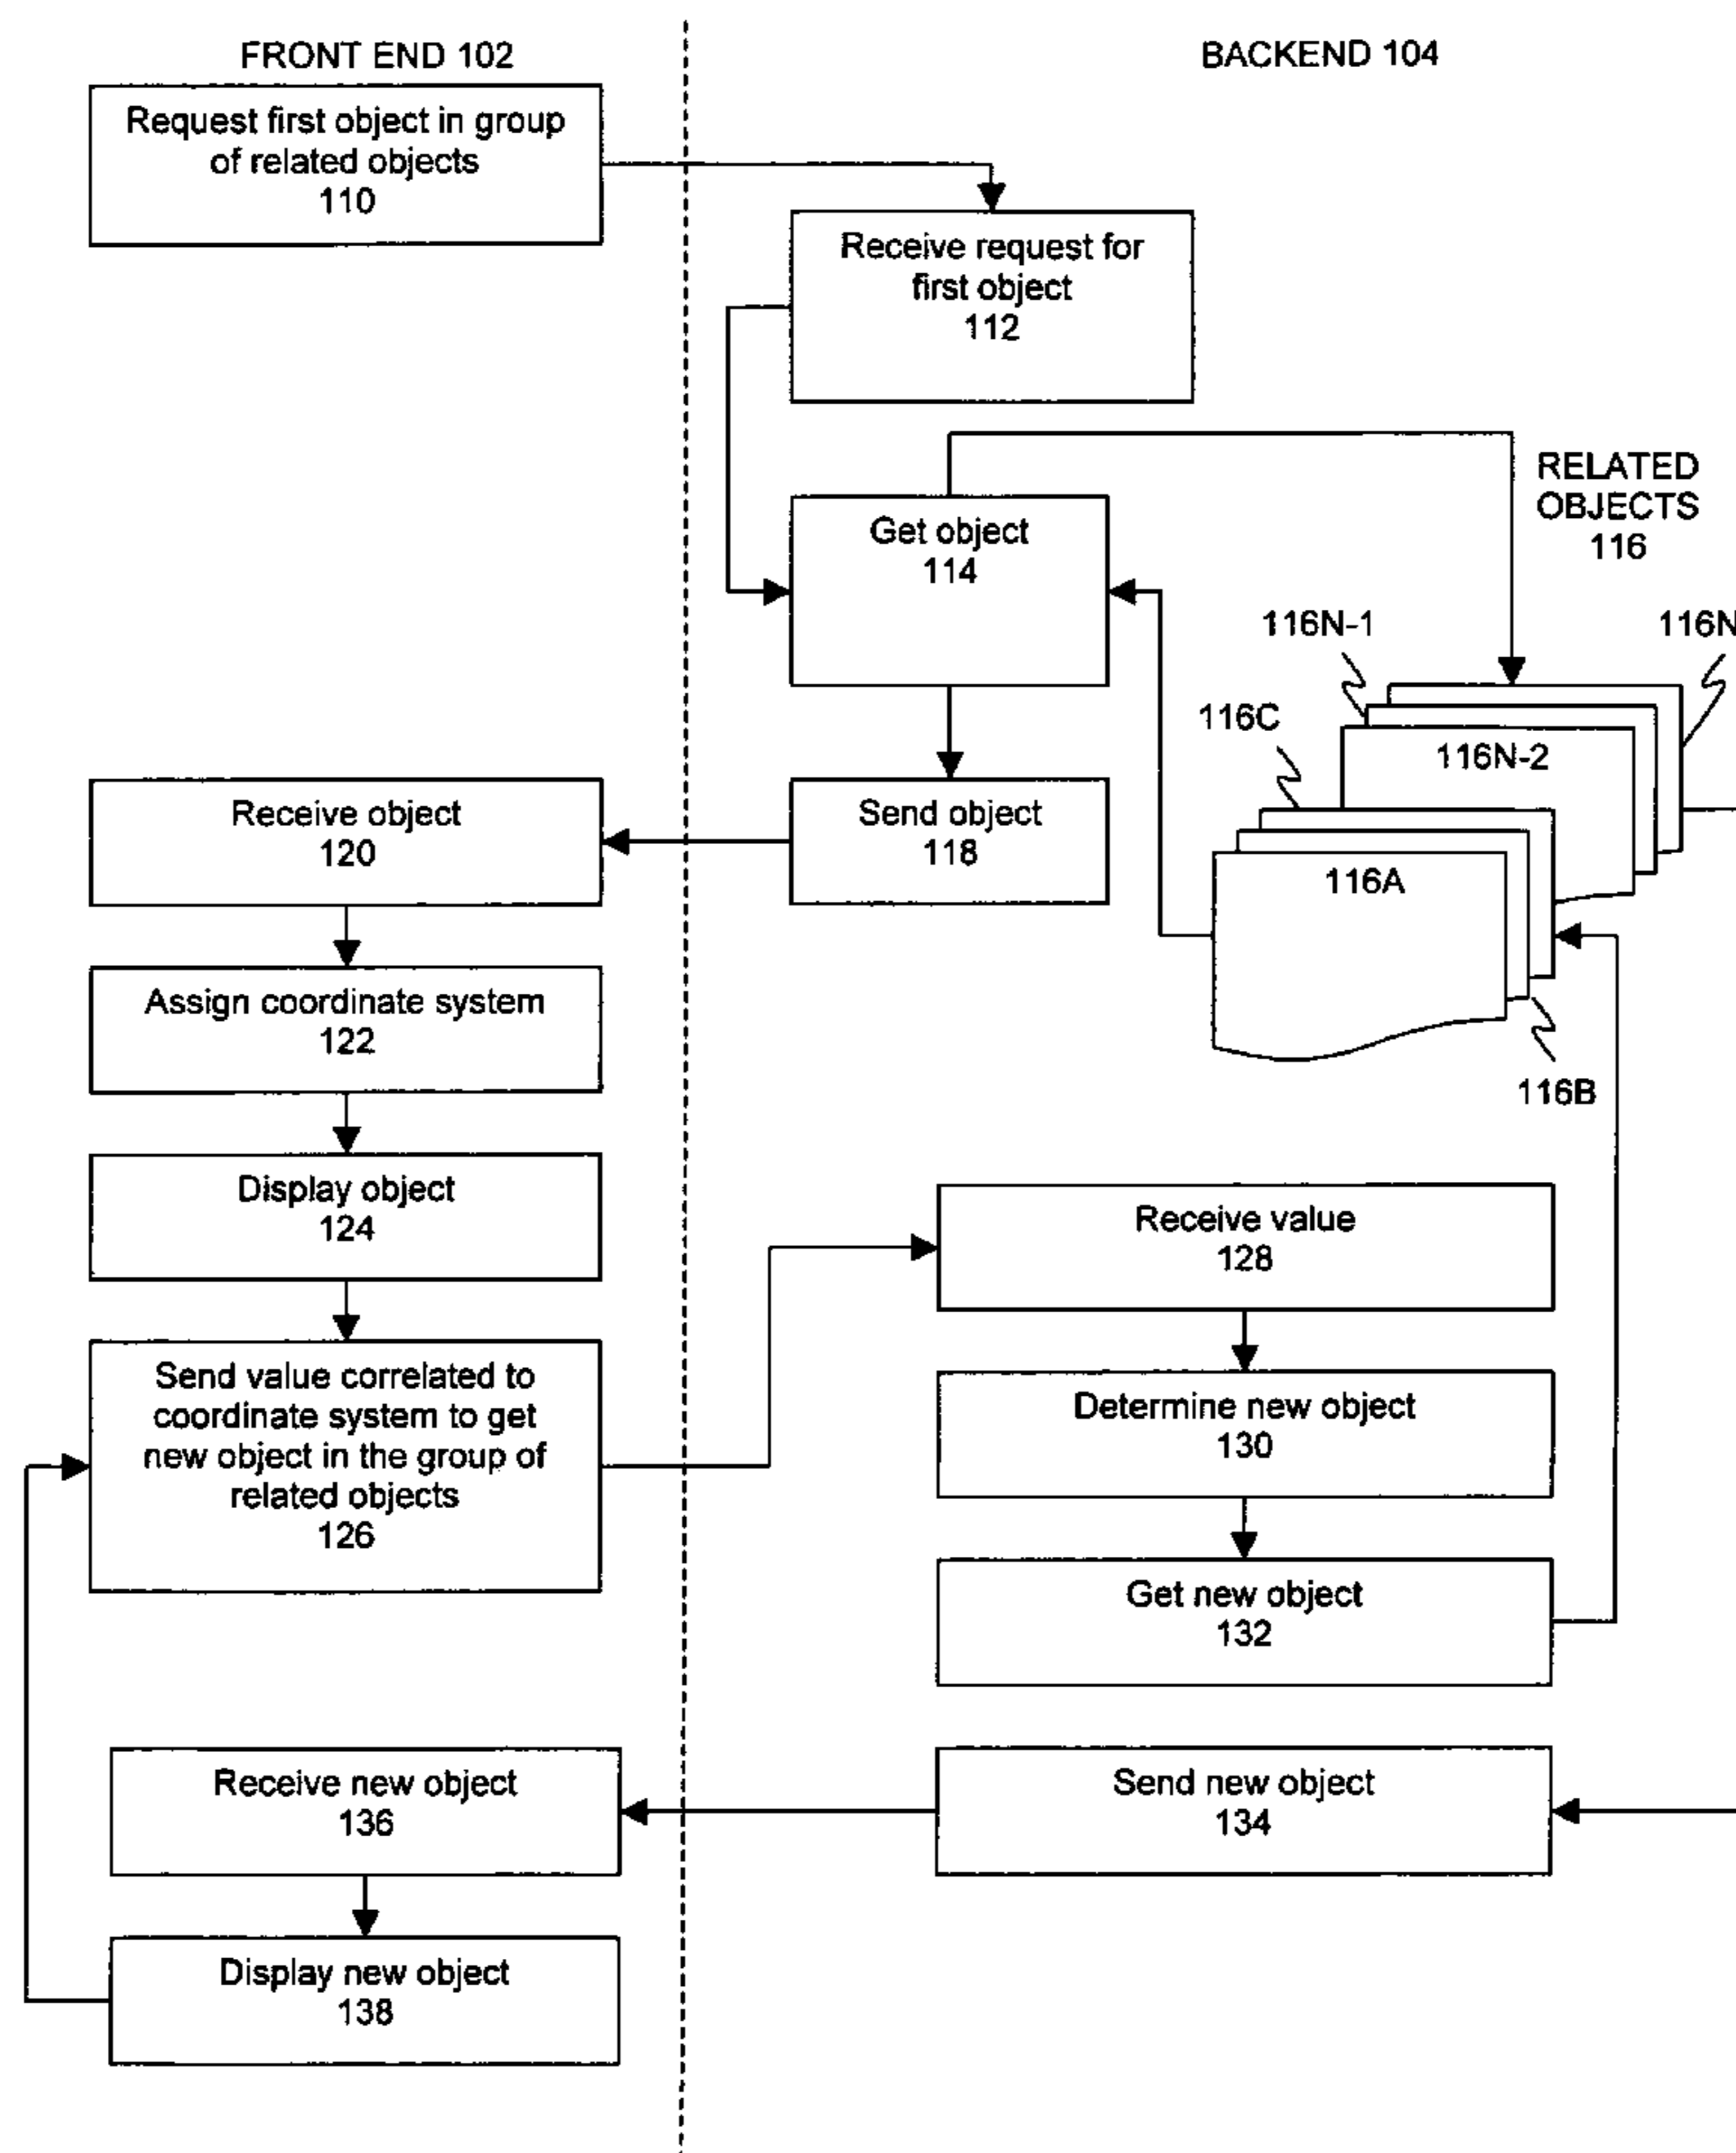 FRONT END 102
BACKEND 104
Request first object in group
of related objects
110
Receive request for
first object
112
RELATED
OBJECTS
116
Get object
114
116N-1
116N
116C
116N-2
Receive object
120
Send object
118
116A
Assign coordinate system
122
116B
Display object
124
Receive value
128
Send value correlated to
coordinate system to get
new object in the group of
related objects
126
Determine new object
130
Get new object
132
Receive new object
136
Send new object
134
Display new object
138